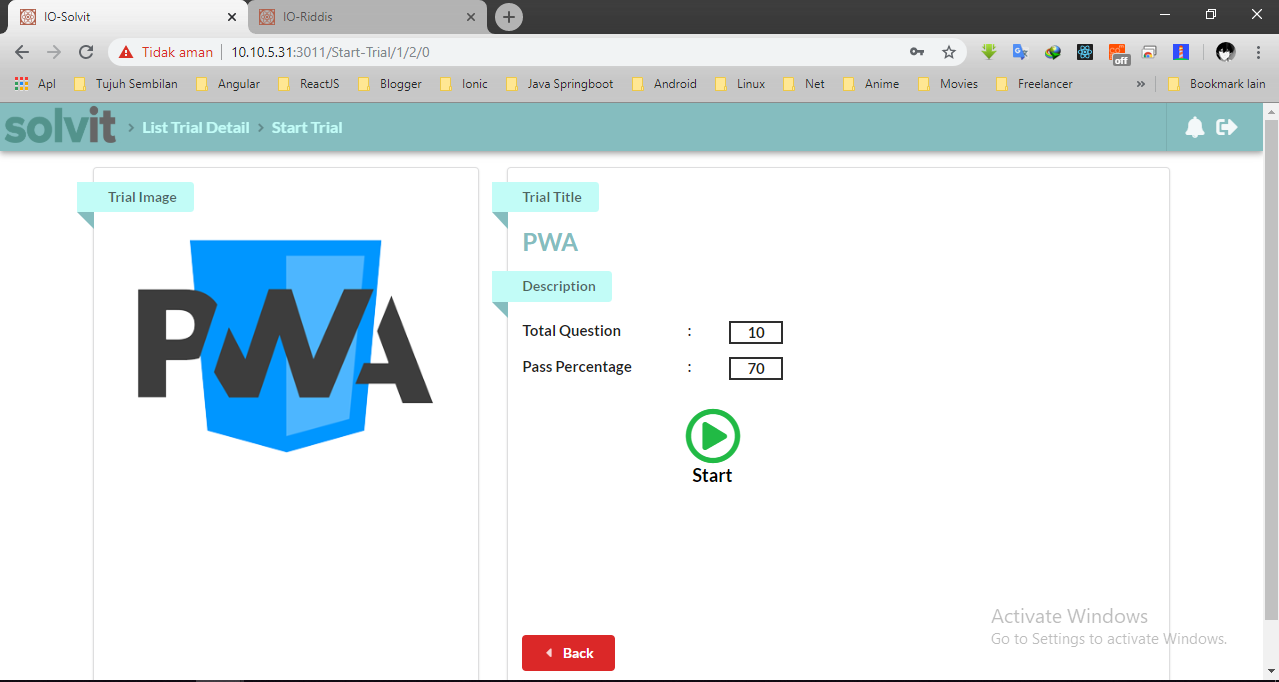 IO-Solvit
IO-Riddis
Tidak aman
10.10.5.31:3011/Start-Trial/1/2/0
off
Apl
Tujuh Sembilan
Angular
ReactJS
Blogger
Ionic
Java Springboot
Android
Linux
Net
Anime
Movies
Freelancer
»
Bookmark lain
solvit › List Trial Detail › Start Trial
Trial Image
PWA
Trial Title
PWA
Description
Total Question : 10
Pass Percentage : 70
Start
Back
Activate Windows
Go to Settings to activate Windows.